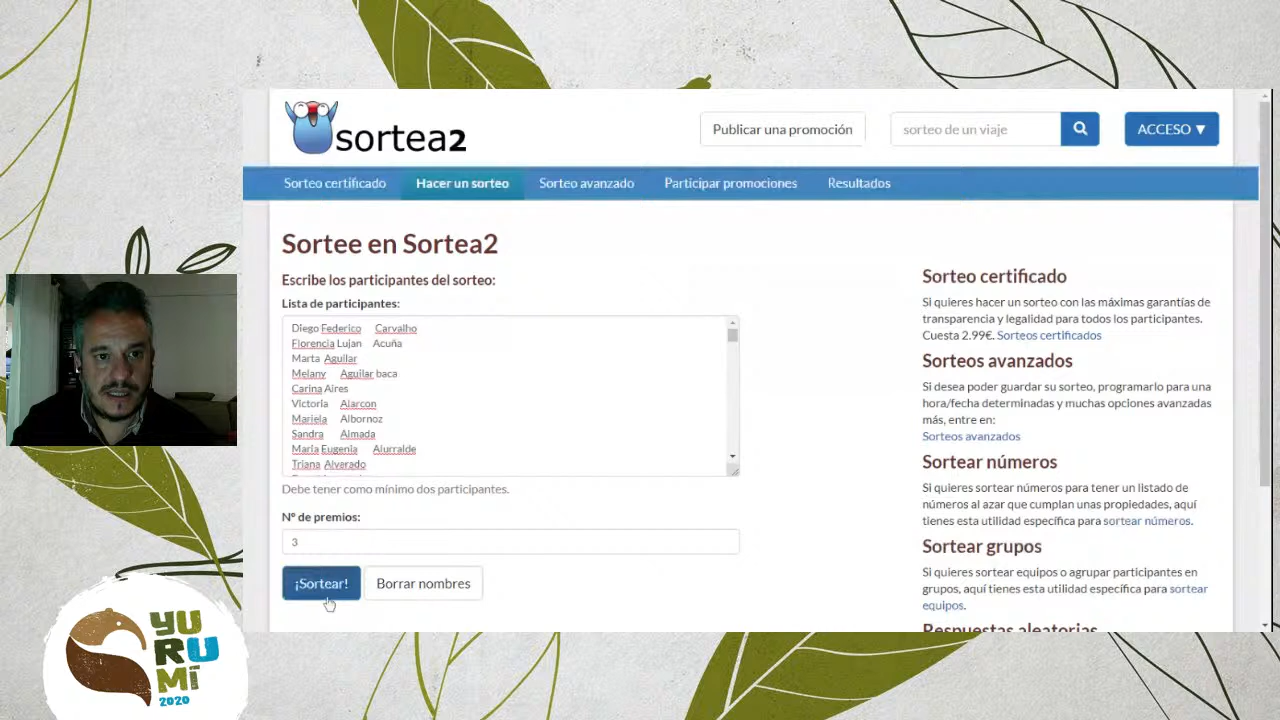 sortea2
Publicar una promoción
sorteo de un viaje
ACCESO ▼
Sorteo certificado
Hacer un sorteo
Sorteo avanzado
Participar promociones
Resultados
Sortee en Sortea2
Escribe los participantes del sorteo:
Lista de participantes:
Diego Federico Carvalho
Florencia Lujan Acuña
Marta Aguilar
Melany Aguilar baca
Carina Aires
Victoria Alarcon
Mariela Albornoz
Sandra Almada
Maria Eugenia Alurralde
Triana Alvarado
Debe tener como mínimo dos participantes.
Nº de premios:
3
¡Sortear!
Borrar nombres
Sorteo certificado
Si quieres hacer un sorteo con las máximas garantías de
transparencia y legalidad para todos los participantes.
Cuesta 2.99€. Sorteos certificados
Sorteos avanzados
Si desea poder guardar su sorteo, programarlo para una
hora/fecha determinadas y muchas opciones avanzadas
más, entre en:
Sorteos avanzados
Sortear números
Si quieres sortear números para tener un listado de
números al azar que cumplan unas propiedades, aquí
tienes esta utilidad específica para sortear números.
Sortear grupos
Si quieres sortear equipos o agrupar participantes en
grupos, aquí tienes esta utilidad específica para sortear
equipos.
Respuestas aleatorias
YU
RU
MÍ
2020